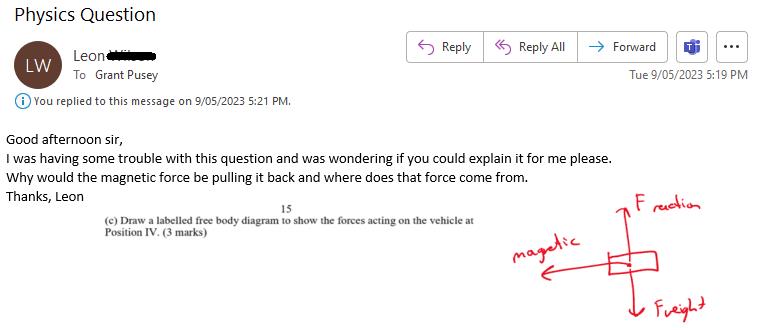 Physics Question
LW
Leon
To Grant Pusey
Reply
Reply All
Forward
Tue 9/05/2023 5:19 PM
You replied to this message on 9/05/2023 5:21 PM.
Good afternoon sir,
I was having some trouble with this question and was wondering if you could explain it for me please.
Why would the magnetic force be pulling it back and where does that force come from.
Thanks, Leon
15
(c) Draw a labelled free body diagram to show the forces acting on the vehicle at
Position IV. (3 marks)
F reaction
magetic
Fweight